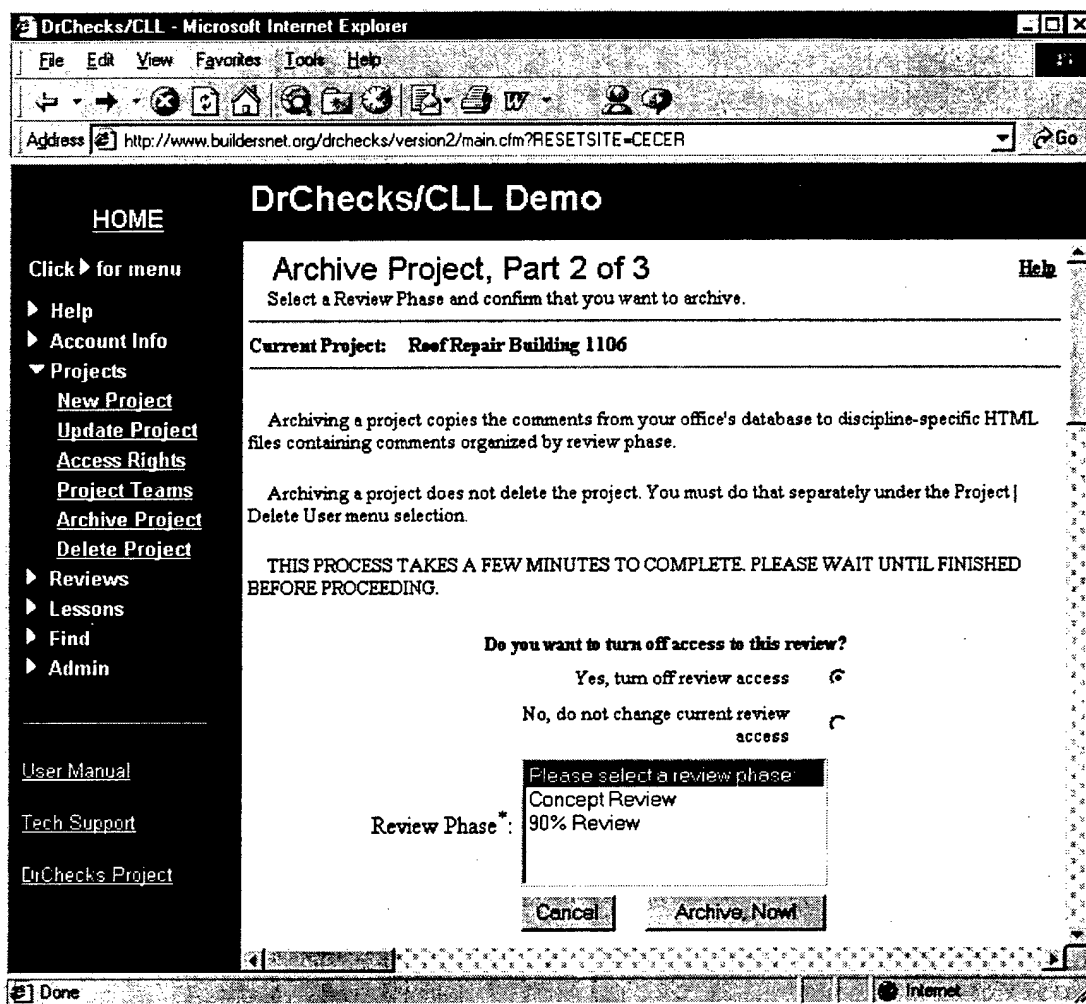 DrChecks/CLL - Microsoft Internet Explorer
File Edit View Favorites Tools Help
Address http://www.buildersnet.org/drchecks/version2/main.cfm?RESETSITE=CECER Go
DrChecks/CLL Demo
HOME
Click for menu
Help
Account Info
Projects
New Project
Update Project
Access Rights
Project Teams
Archive Project
Delete Project
Reviews
Lessons
Find
Admin
User Manual
Tech Support
DrChecks Project
Archive Project, Part 2 of 3
Help
Select a Review Phase and confirm that you want to archive.
Current Project: Roof Repair Building 1106
Archiving a project copies the comments from your office's database to discipline-specific HTML
files containing comments organized by review phase.
Archiving a project does not delete the project. You must do that separately under the Project |
Delete User menu selection.
THIS PROCESS TAKES A FEW MINUTES TO COMPLETE. PLEASE WAIT UNTIL FINISHED
BEFORE PROCEEDING.
Do you want to turn off access to this review?
Yes, turn off review access
No, do not change current review
access
Review Phase*:
Please select a review phase:
Concept Review
90% Review
Cancel
Archive, Now!
Done
Internet